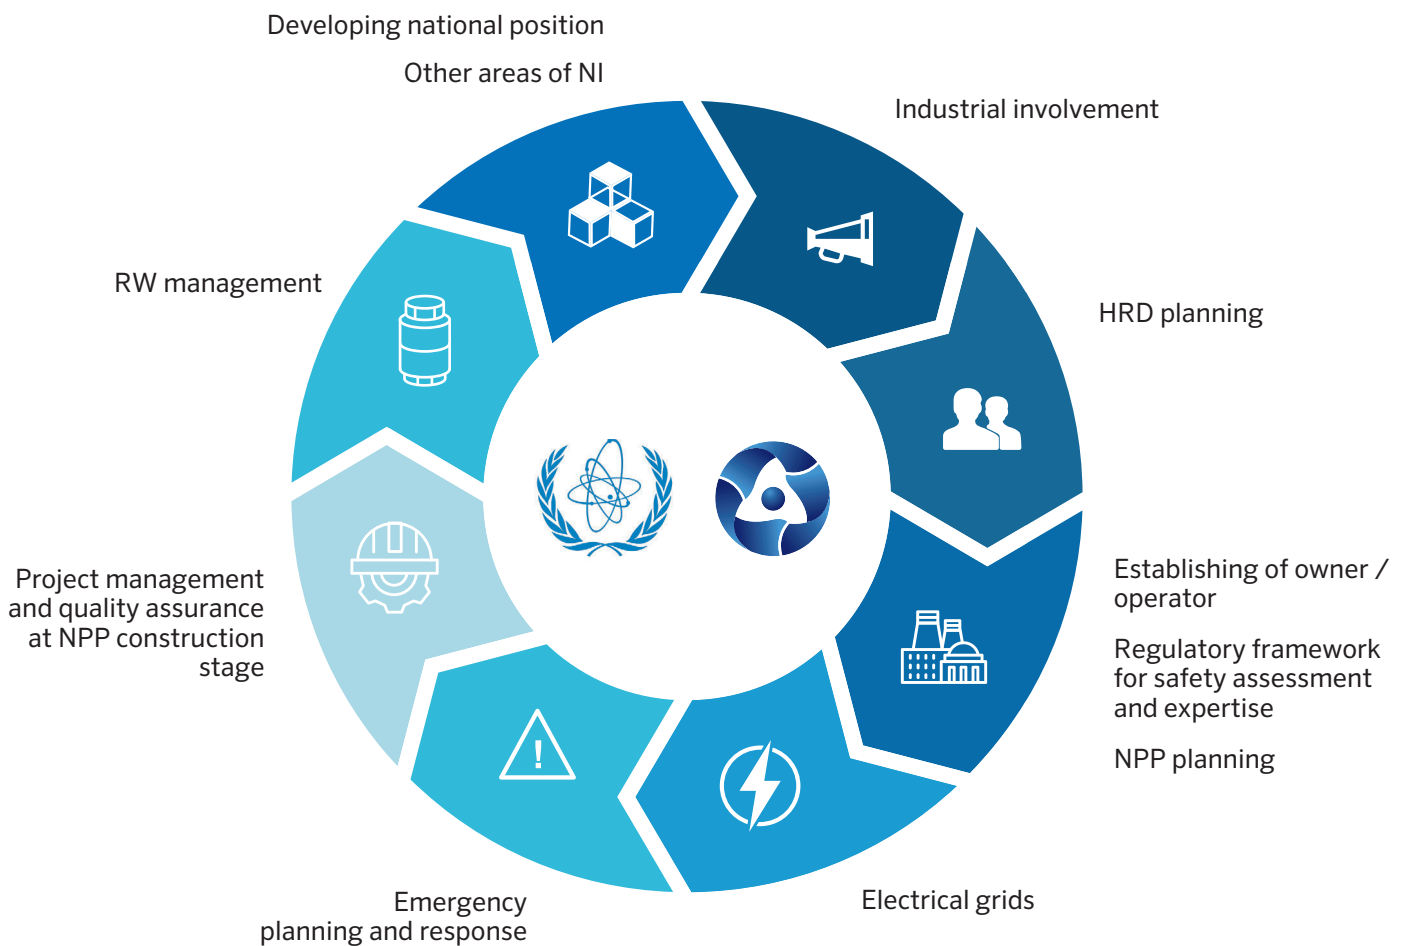 Developing national position
Other areas of NI
Industrial involvement
RW management
HRD planning
Establishing of owner /
operator
Regulatory framework
for safety assessment
and expertise
NPP planning
Project management
and quality assurance
at NPP construction
stage
!
Electrical grids
Emergency
planning and response